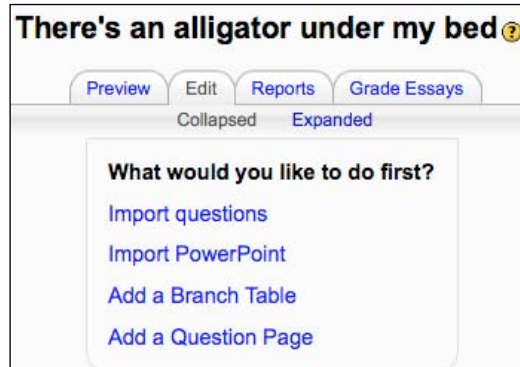 There's an alligator under my bed ?
Preview Edit Reports Grade Essays
Collapsed Expanded
What would you like to do first?
Import questions
Import PowerPoint
Add a Branch Table
Add a Question Page